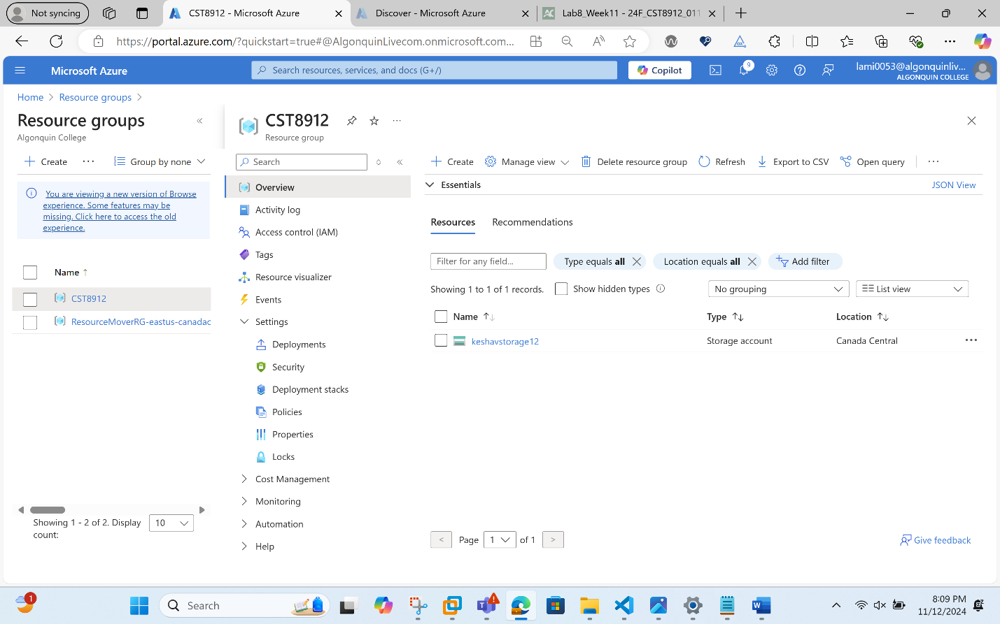 Not syncing
CST8912 - Microsoft Azure
Discover - Microsoft Azure
Lab8_Week11 - 24F_CST8912_011
https://portal.azure.com/?quickstart=true#@AlgonquinLivecom.onmicrosoft.com...
Microsoft Azure
Search resources, services, and docs (G+/)
Copilot
9
lami0053@algonquinliv...
ALGONQUIN COLLEGE
Home > Resource groups >
Resource groups
Algonquin College
CST8912
Resource group
Create
Group by none
Search
Create
Manage view
Delete resource group
Refresh
Export to CSV
Open query
You are viewing a new version of Browse
experience. Some features may be
missing. Click here to access the old
experience.
Name ↑
CST8912
ResourceMoverRG-eastus-canadac
Showing 1 - 2 of 2. Display
count:
10
Overview
Activity log
Access control (IAM)
Tags
Resource visualizer
Events
Settings
Deployments
Security
Deployment stacks
Policies
Properties
Locks
Cost Management
Monitoring
Automation
Help
Essentials
JSON View
Resources
Recommendations
Filter for any field...
Type equals all
Location equals all
Add filter
Showing 1 to 1 of 1 records.
Show hidden types
No grouping
List view
Name ↑↓
Type ↑↓
Location ↑↓
keshavstorage12
Storage account
Canada Central
< Page 1 of 1 >
Give feedback
1
Search
8:09 PM
11/12/2024